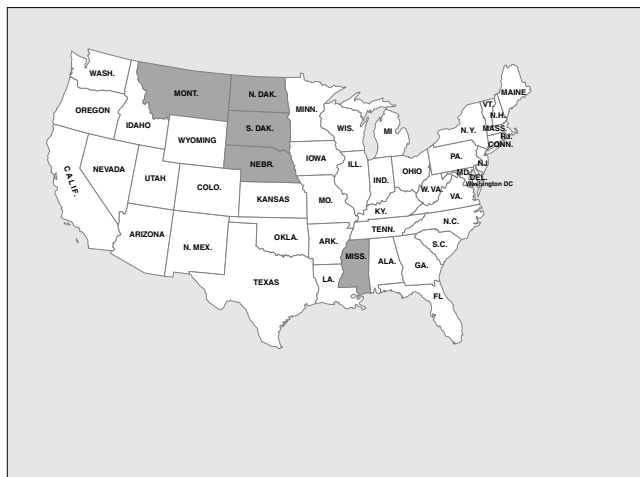 WASH.
MONT.
N. DAK.
MINN.
MAINE
OREGON
IDAHO
S. DAK.
WIS.
MI
VT.
N.H.
N.Y.
MASS.
R.I.
CONN.
WYOMING
NEBR.
IOWA
PA.
N.J.
NEVADA
UTAH
COLO.
ILL.
IND.
OHIO
MD.
DEL.
Washington DC
CALIF.
KANSAS
MO.
W. VA.
VA.
KY.
ARIZONA
N. MEX.
OKLA.
ARK.
TENN.
N.C.
S.C.
TEXAS
LA.
MISS.
ALA.
GA.
FL